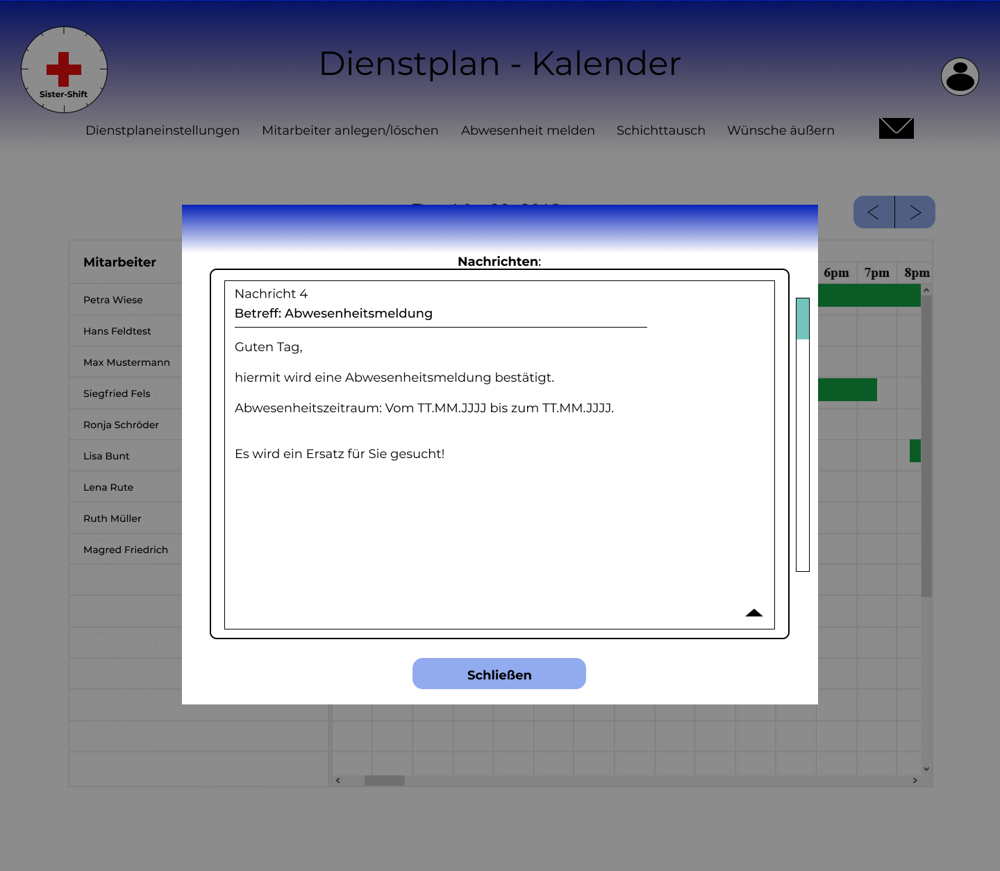 Dienstplan - Kalender
Sister-Shift
Dienstplaneinstellungen Mitarbeiter anlegen/löschen Abwesenheit melden Schichttausch Wünsche äußern
< >
Mitarbeiter
6pm 7pm 8pm
Petra Wiese
Hans Feldtest
Max Mustermann
Siegfried Fels
Ronja Schröder
Lisa Bunt
Lena Rute
Ruth Müller
Magred Friedrich
Nachrichten:
Nachricht 4
Betreff: Abwesenheitsmeldung
Guten Tag,
hiermit wird eine Abwesenheitsmeldung bestätigt.
Abwesenheitszeitraum: Vom TT.MM.JJJJ bis zum TT.MM.JJJJ.
Es wird ein Ersatz für Sie gesucht!
Schließen